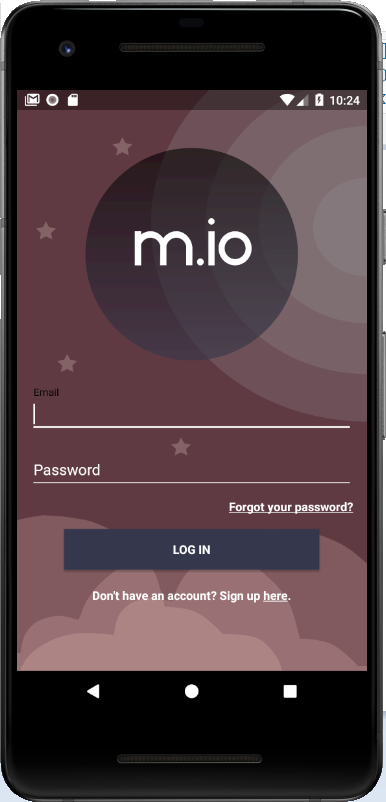 10:24
m.io
Email
Password
Forgot your password?
LOG IN
Don't have an account? Sign up here.